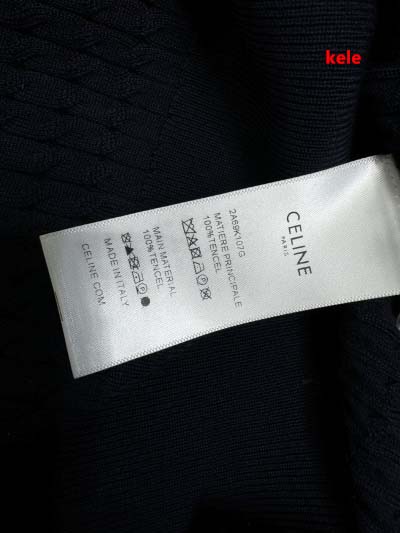 kele
CELINE
PARIS
2A69K107G
MATIERE PRINCIPALE
100%TENCEL
MAIN MATERIAL
100%TENCEL
MADE IN ITALY
CELINE.COM